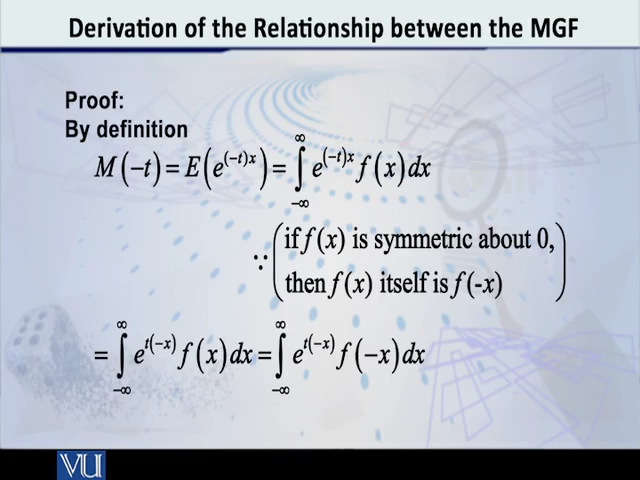 Derivation of the Relationship between the MGF
Proof:
By definition
M(−t) = E(e^{(−t)x}) = ∫_{−∞}^{∞} e^{(−t)x} f(x)dx
∵ (if f(x) is symmetric about 0,
then f(x) itself is f(-x))
= ∫_{−∞}^{∞} e^{t(−x)} f(x)dx = ∫_{−∞}^{∞} e^{t(−x)} f(−x)dx
VU